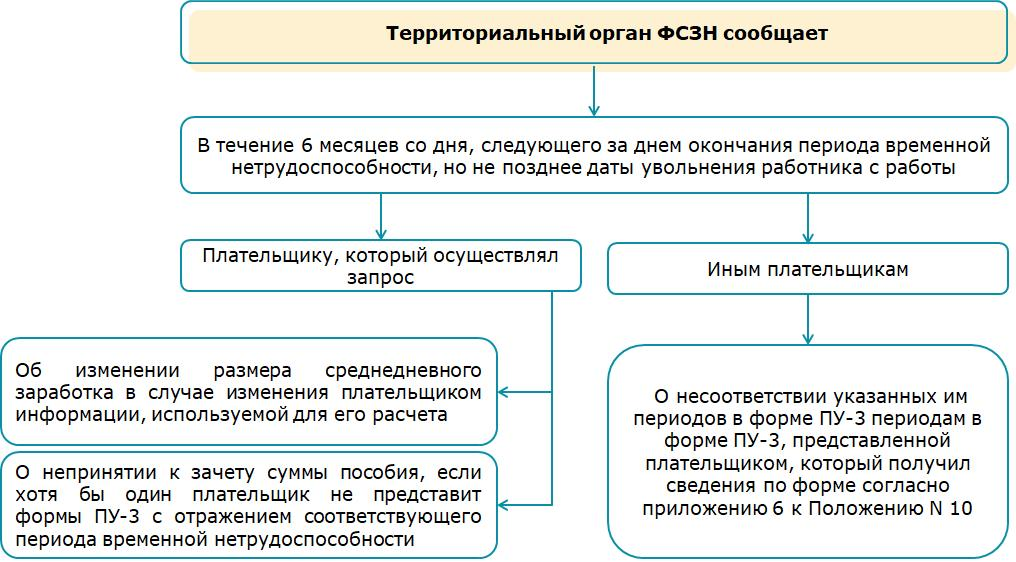 Территориальный орган ФСЗН сообщает
В течение 6 месяцев со дня, следующего за днем окончания периода временной
нетрудоспособности, но не позднее даты увольнения работника с работы
Плательщику, который осуществлял
запрос
Иным плательщикам
Об изменении размера среднедневного
заработка в случае изменения плательщиком
информации, используемой для его расчета
О непринятии к зачету суммы пособия, если
хотя бы один плательщик не представит
формы ПУ-3 с отражением соответствующего
периода временной нетрудоспособности
О несоответствии указанных им
периодов в форме ПУ-3 периодам в
форме ПУ-3, представленной
плательщиком, который получил
сведения по форме согласно
приложению 6 к Положению N 10